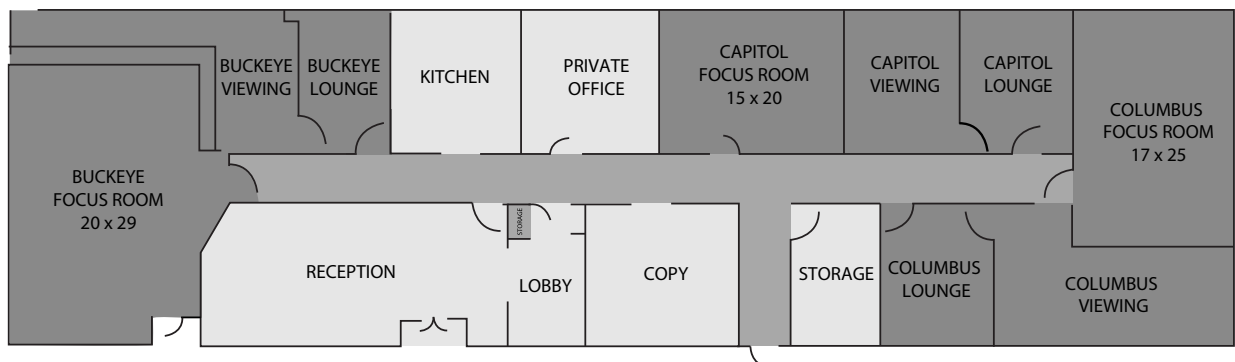 BUCKEYE
VIEWING
BUCKEYE
LOUNGE
KITCHEN
PRIVATE
OFFICE
CAPITOL
FOCUS ROOM
15 x 20
CAPITOL
VIEWING
CAPITOL
LOUNGE
COLUMBUS
FOCUS ROOM
17 x 25
BUCKEYE
FOCUS ROOM
20 x 29
RECEPTION
STORAGE
LOBBY
COPY
STORAGE
COLUMBUS
LOUNGE
COLUMBUS
VIEWING